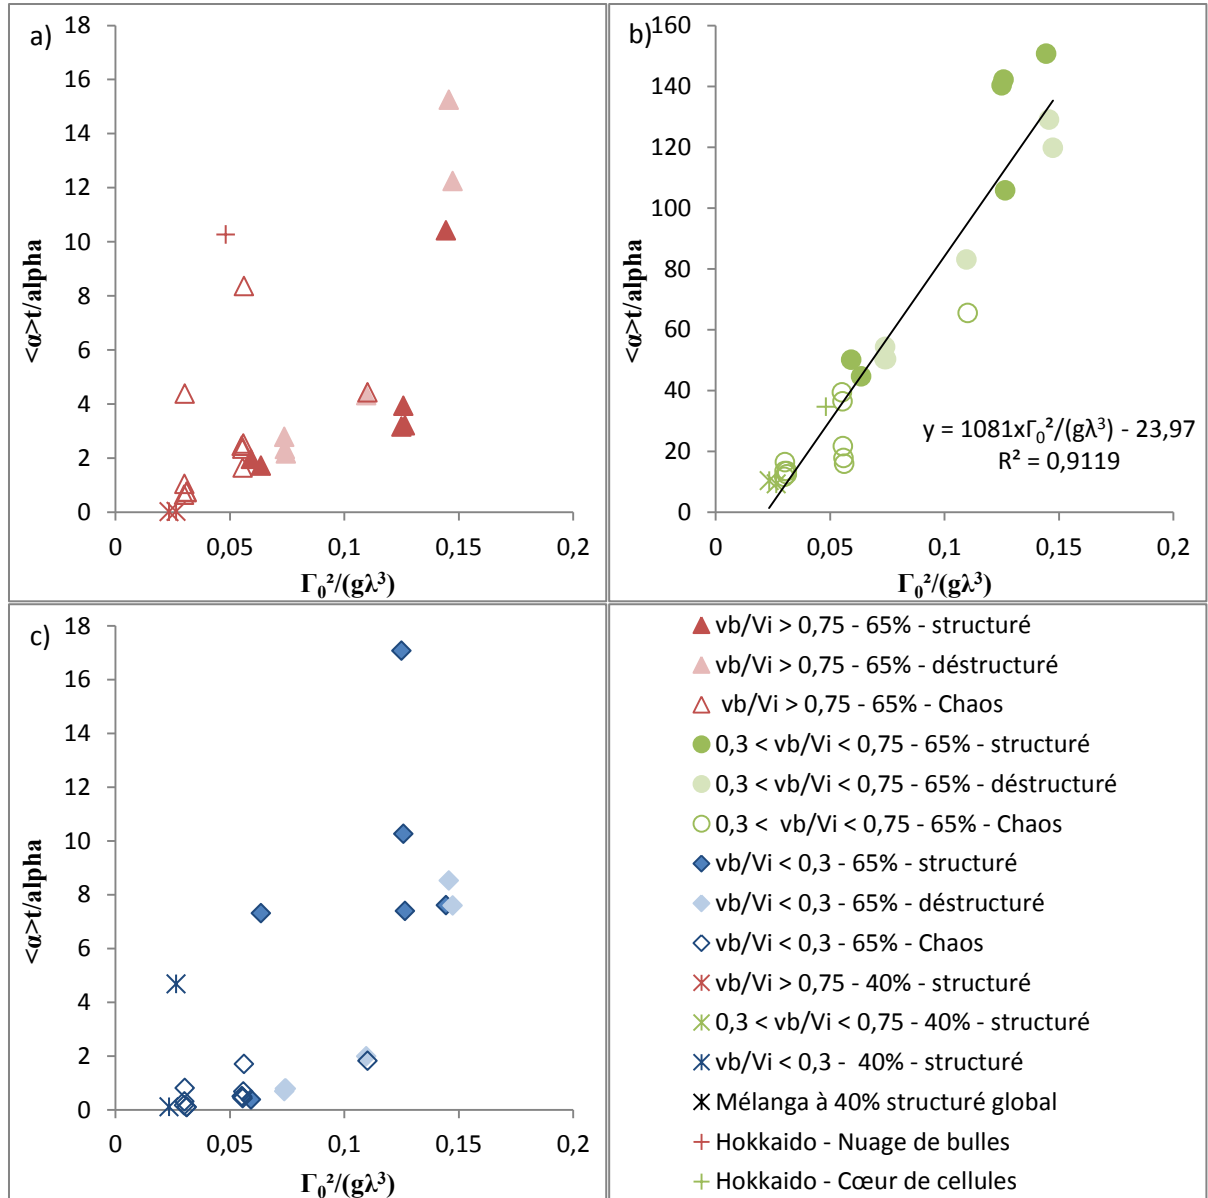 a)
18
16
14
12
10
8
6
4
2
0
<α>t/alpha
0 0,05 0,1 0,15 0,2
Γ₀²/(gλ³)
b)
160
140
120
100
80
60
40
20
0
<α>t/alpha
y = 1081xΓ₀²/(gλ³) - 23,97
R² = 0,9119
0 0,05 0,1 0,15 0,2
Γ₀²/(gλ³)
c)
18
16
14
12
10
8
6
4
2
0
<α>t/alpha
0 0,05 0,1 0,15 0,2
Γ₀²/(gλ³)
vb/Vi > 0,75 - 65% - structuré
vb/Vi > 0,75 - 65% - déstructuré
vb/Vi > 0,75 - 65% - Chaos
0,3 < vb/Vi < 0,75 - 65% - structuré
0,3 < vb/Vi < 0,75 - 65% - déstructuré
0,3 < vb/Vi < 0,75 - 65% - Chaos
vb/Vi < 0,3 - 65% - structuré
vb/Vi < 0,3 - 65% - déstructuré
vb/Vi < 0,3 - 65% - Chaos
vb/Vi > 0,75 - 40% - structuré
0,3 < vb/Vi < 0,75 - 40% - structuré
vb/Vi < 0,3 - 40% - structuré
Mélanga à 40% structuré global
Hokkaido - Nuage de bulles
Hokkaido - Cœur de cellules